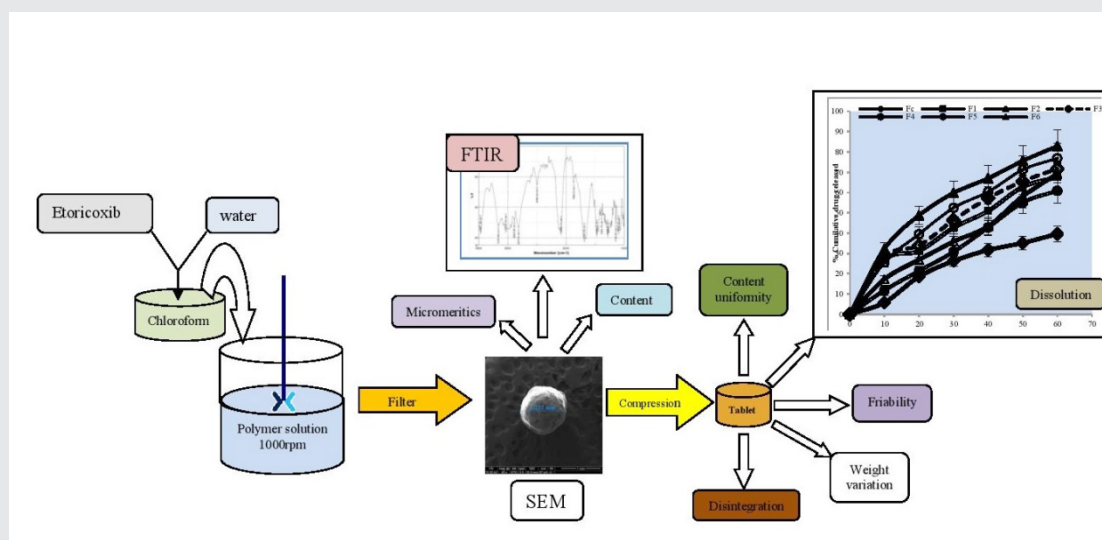 Etoricoxib
water
Chloroform
Polymer solution
1000rpm
Filter
FTIR
Micromeritics
Content
SEM
Compression
Tablet
Content
uniformity
Friability
Weight
variation
Disintegration
Dissolution
Fc F1 F2 F3
F4 F5 F6
% Cumulative drug released
100
90
80
70
60
50
40
30
20
10
0
0 10 20 30 40 50 60 70